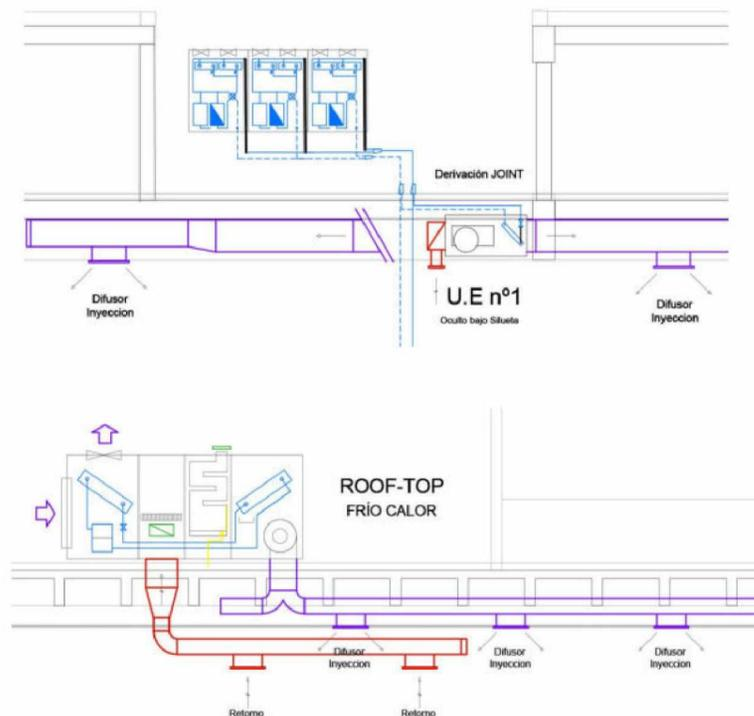 Derivación JOINT
U.E nº1
Oculto bajo Silueta
Difusor
Inyeccion
Difusor
Inyeccion
ROOF-TOP
FRÍO CALOR
Difusor
Inyeccion
Difusor
Inyeccion
Difusor
Inyeccion
Retorno
Retorno